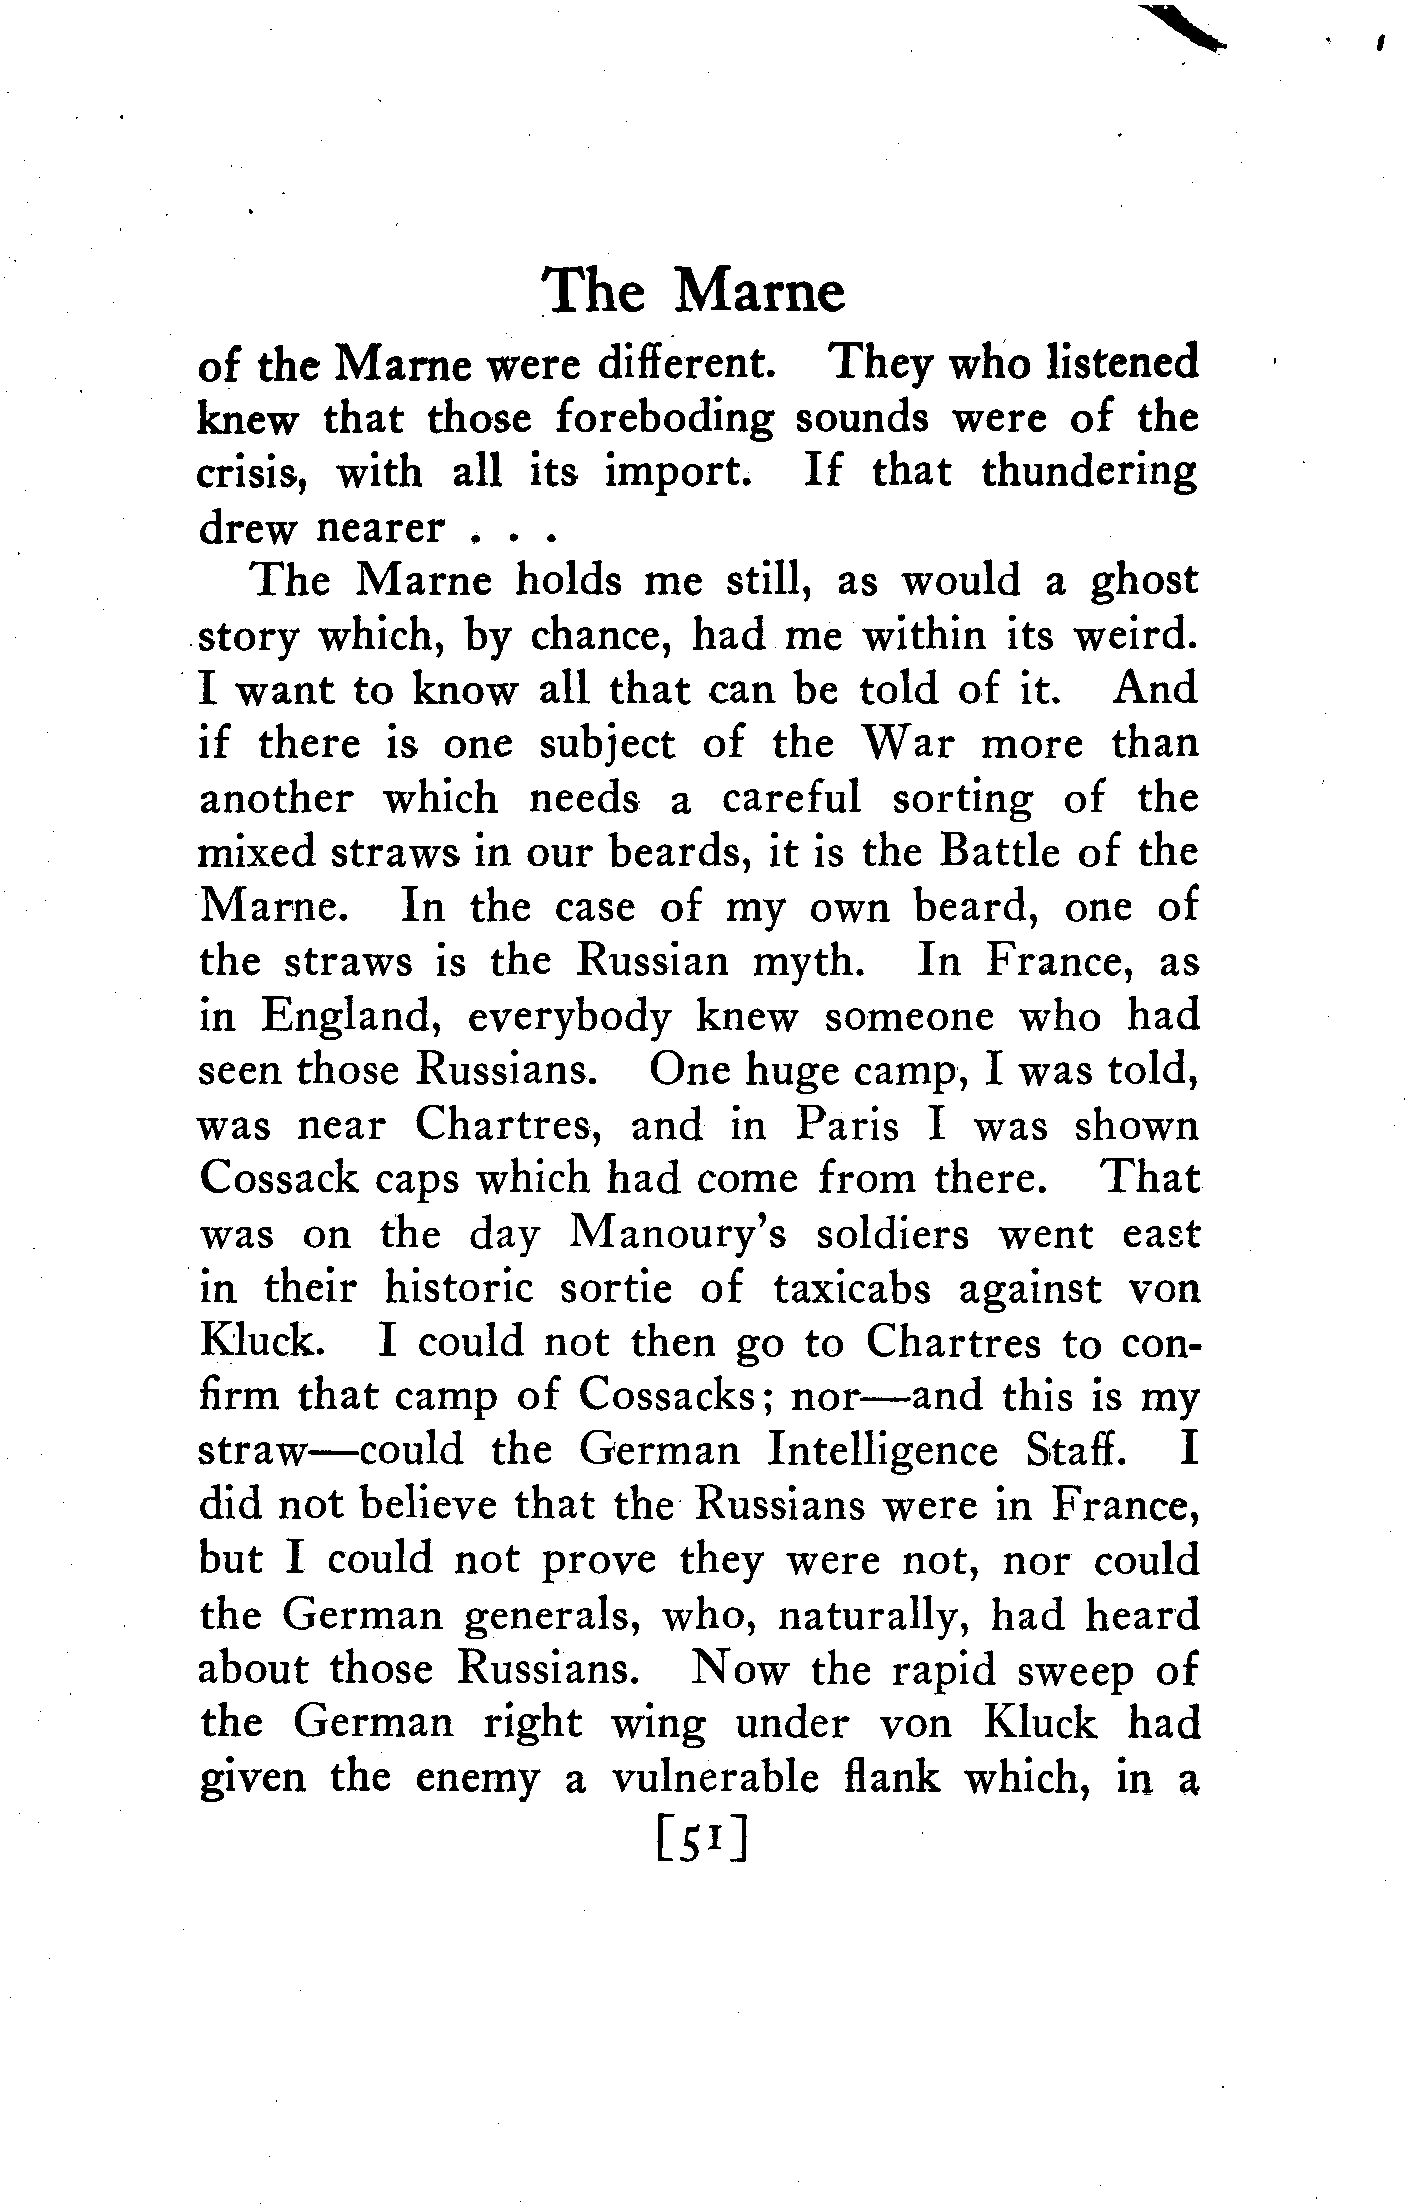 The Marne
of the Marne were different. They who listened
knew that those foreboding sounds were of the
crisis, with all its import. If that thundering
drew nearer . . .
The Marne holds me still, as would a ghost
story which, by chance, had me within its weird.
I want to know all that can be told of it. And
if there is one subject of the War more than
another which needs a careful sorting of the
mixed straws in our beards, it is the Battle of the
Marne. In the case of my own beard, one of
the straws is the Russian myth. In France, as
in England, everybody knew someone who had
seen those Russians. One huge camp, I was told,
was near Chartres, and in Paris I was shown
Cossack caps which had come from there. That
was on the day Manoury's soldiers went east
in their historic sortie of taxicabs against von
Kluck. I could not then go to Chartres to con-
firm that camp of Cossacks; nor—and this is my
straw—could the German Intelligence Staff. I
did not believe that the Russians were in France,
but I could not prove they were not, nor could
the German generals, who, naturally, had heard
about those Russians. Now the rapid sweep of
the German right wing under von Kluck had
given the enemy a vulnerable flank which, in a
[51]